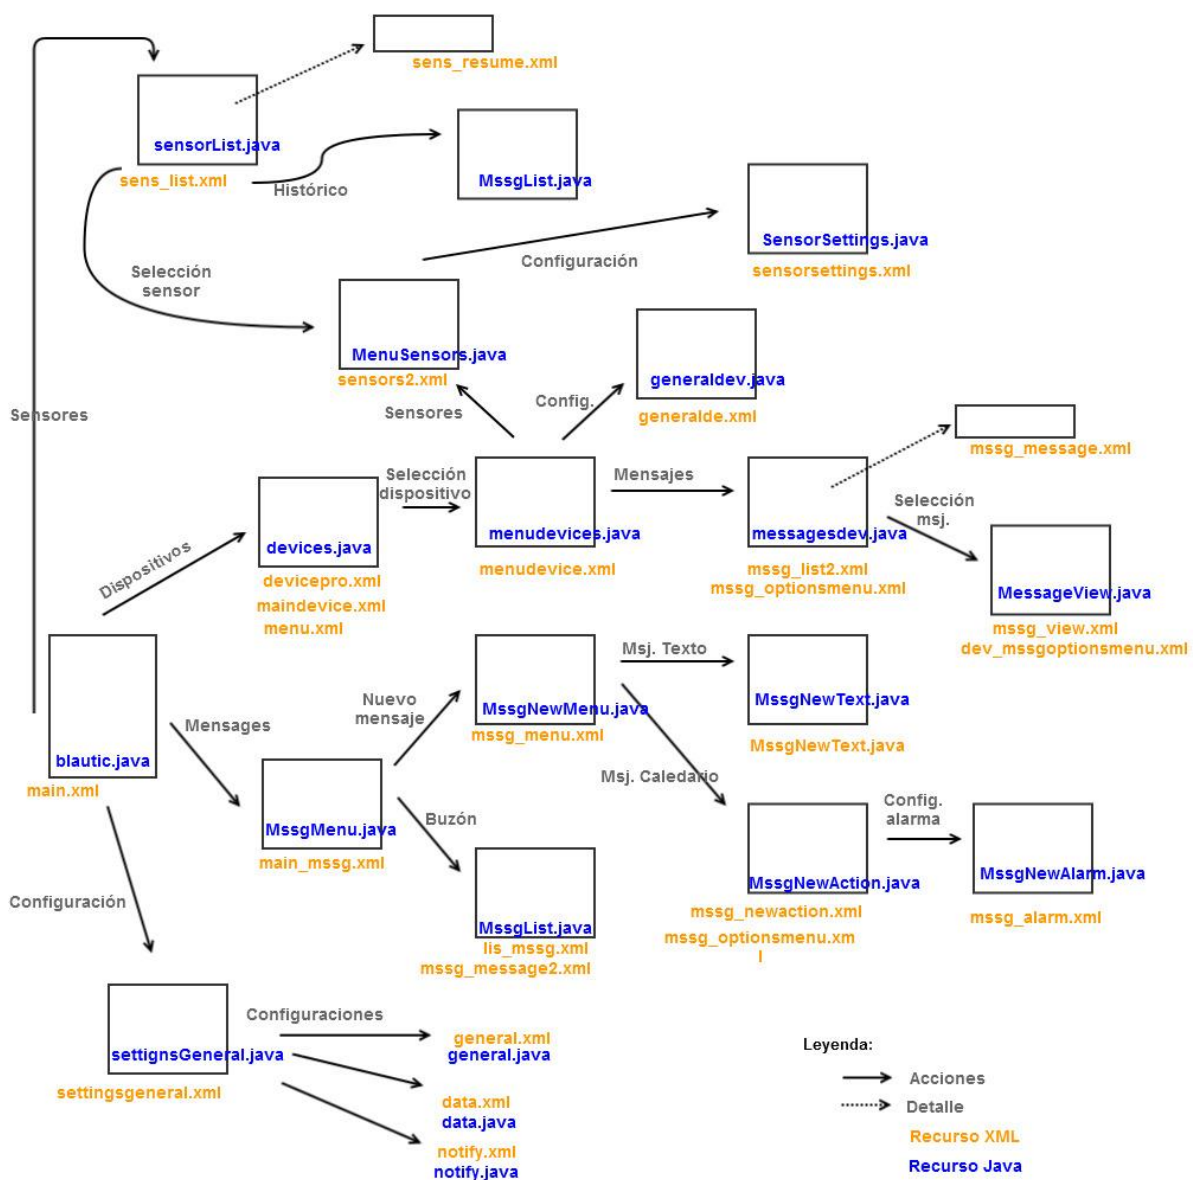 sens_resume.xml
sensorList.java
sens_list.xml
Histórico
MssgList.java
SensorSettings.java
sensorsettings.xml
Configuración
Selección
sensor
MenuSensors.java
sensors2.xml
generaldev.java
generalde.xml
Sensores
Sensores
Config.
mssg_message.xml
Selección
dispositivo
Mensajes
Selección
msj.
devices.java
devicepro.xml
maindevice.xml
menu.xml
menudevices.java
menudevice.xml
messagesdev.java
mssg_list2.xml
mssg_optionsmenu.xml
MessageView.java
mssg_view.xml
dev_mssgoptionsmenu.xml
Dispositivos
blautic.java
main.xml
Mensages
Nuevo
mensaje
MssgNewMenu.java
mssg_menu.xml
Msj. Texto
MssgNewText.java
MssgNewText.java
Msj. Caledario
MssgMenu.java
main_mssg.xml
Buzón
MssgList.java
lis_mssg.xml
mssg_message2.xml
MssgNewAction.java
mssg_newaction.xml
mssg_optionsmenu.xm
l
Config.
alarma
MssgNewAlarm.java
mssg_alarm.xml
Configuración
settignsGeneral.java
settingsgeneral.xml
Configuraciones
general.xml
general.java
data.xml
data.java
notify.xml
notify.java
Leyenda:
Acciones
Detalle
Recurso XML
Recurso Java